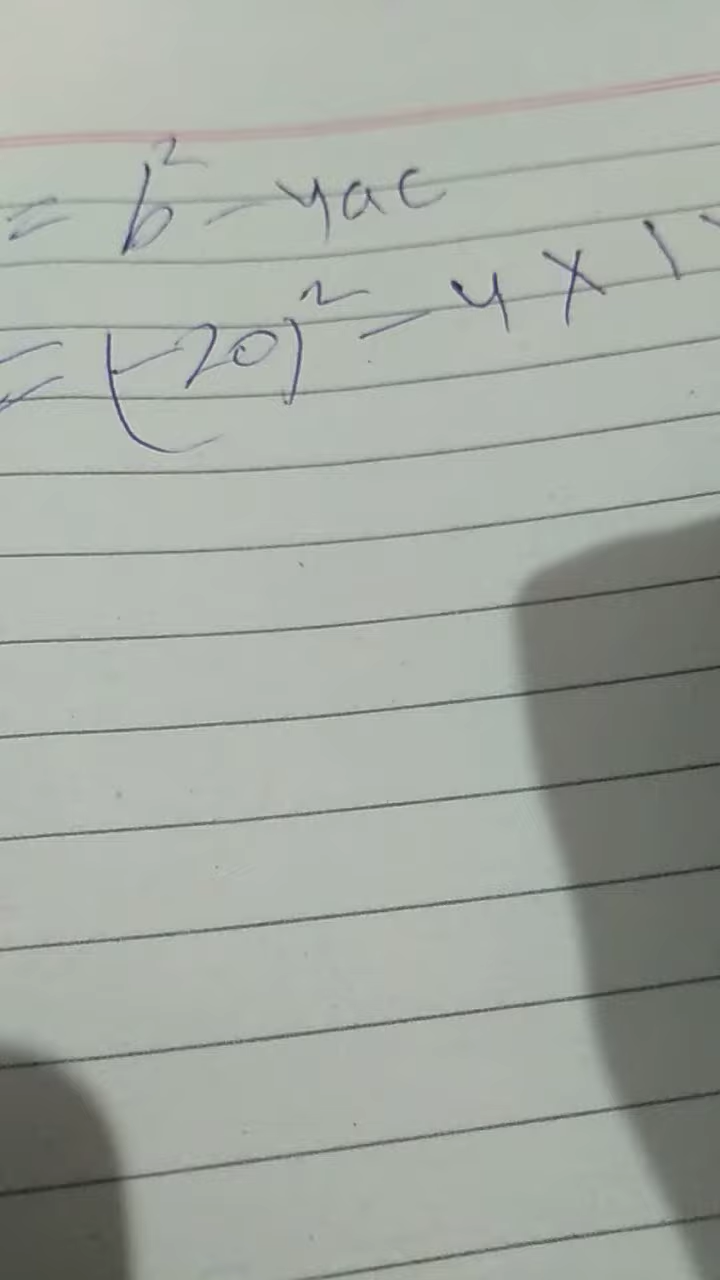 = b² - 4ac
= (-20)² - 4 × 1